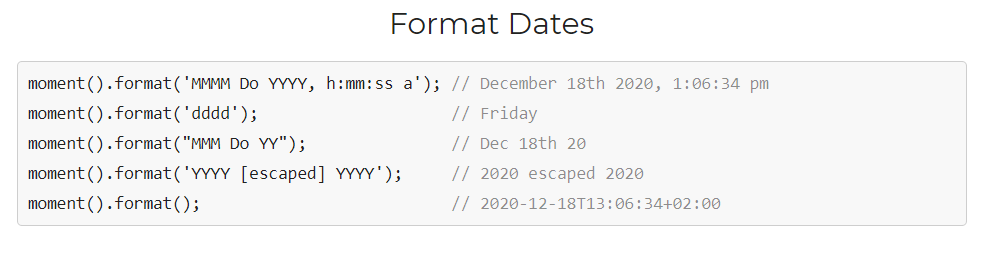 Format Dates
moment().format('MMMM Do YYYY, h:mm:ss a'); // December 18th 2020, 1:06:34 pm
moment().format('dddd'); // Friday
moment().format("MMM Do YY"); // Dec 18th 20
moment().format('YYYY [escaped] YYYY'); // 2020 escaped 2020
moment().format(); // 2020-12-18T13:06:34+02:00